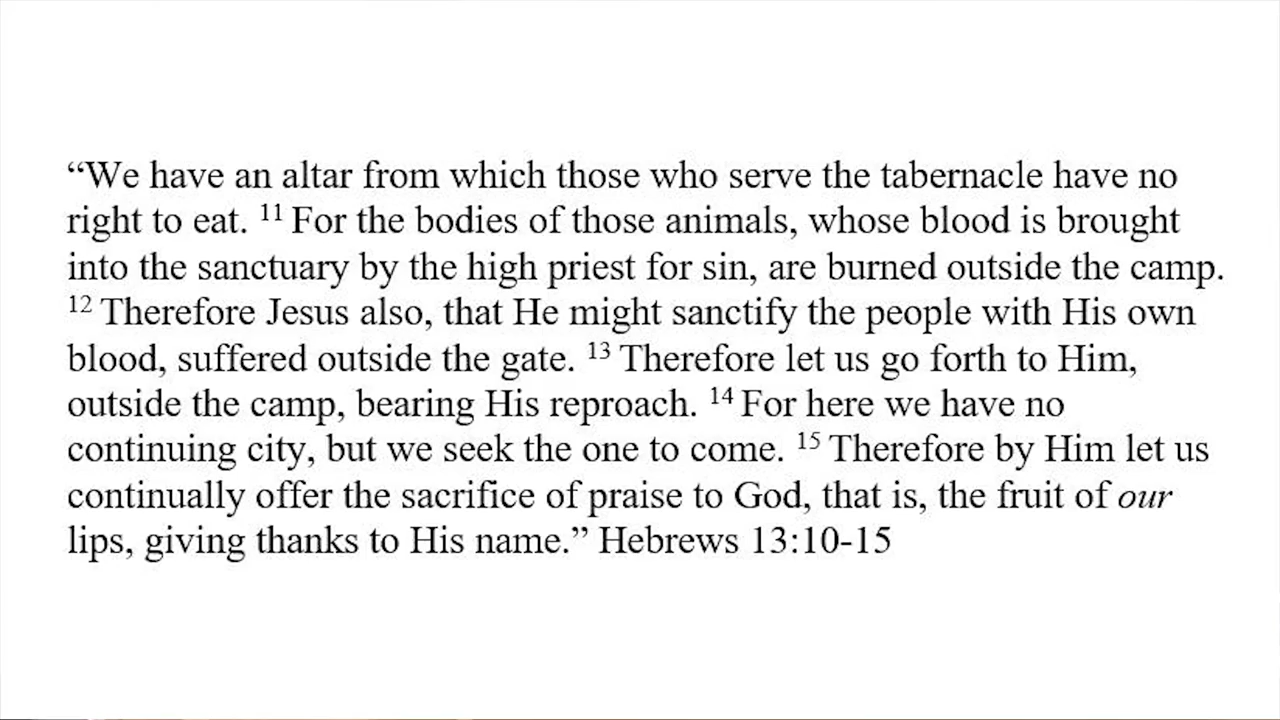 “We have an altar from which those who serve the tabernacle have no
right to eat. 11 For the bodies of those animals, whose blood is brought
into the sanctuary by the high priest for sin, are burned outside the camp.
12 Therefore Jesus also, that He might sanctify the people with His own
blood, suffered outside the gate. 13 Therefore let us go forth to Him,
outside the camp, bearing His reproach. 14 For here we have no
continuing city, but we seek the one to come. 15 Therefore by Him let us
continually offer the sacrifice of praise to God, that is, the fruit of our
lips, giving thanks to His name.” Hebrews 13:10-15